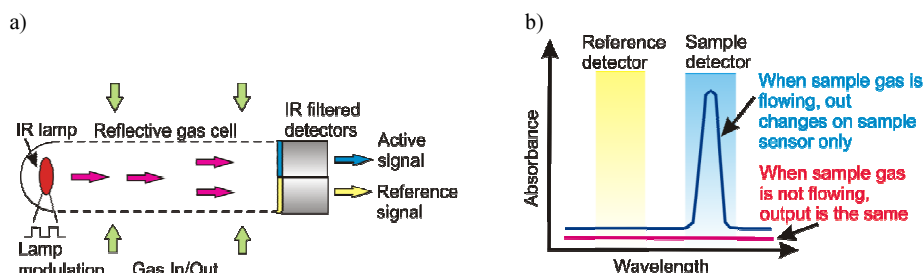 a)
IR lamp
Reflective gas cell
IR filtered
detectors
Active
signal
Reference
signal
Lamp
modulation
Gas In/Out
b)
Absorbance
Reference
detector
Sample
detector
When sample gas is
flowing, out
changes on sample
sensor only
When sample gas
is not flowing,
output is the same
Wavelength